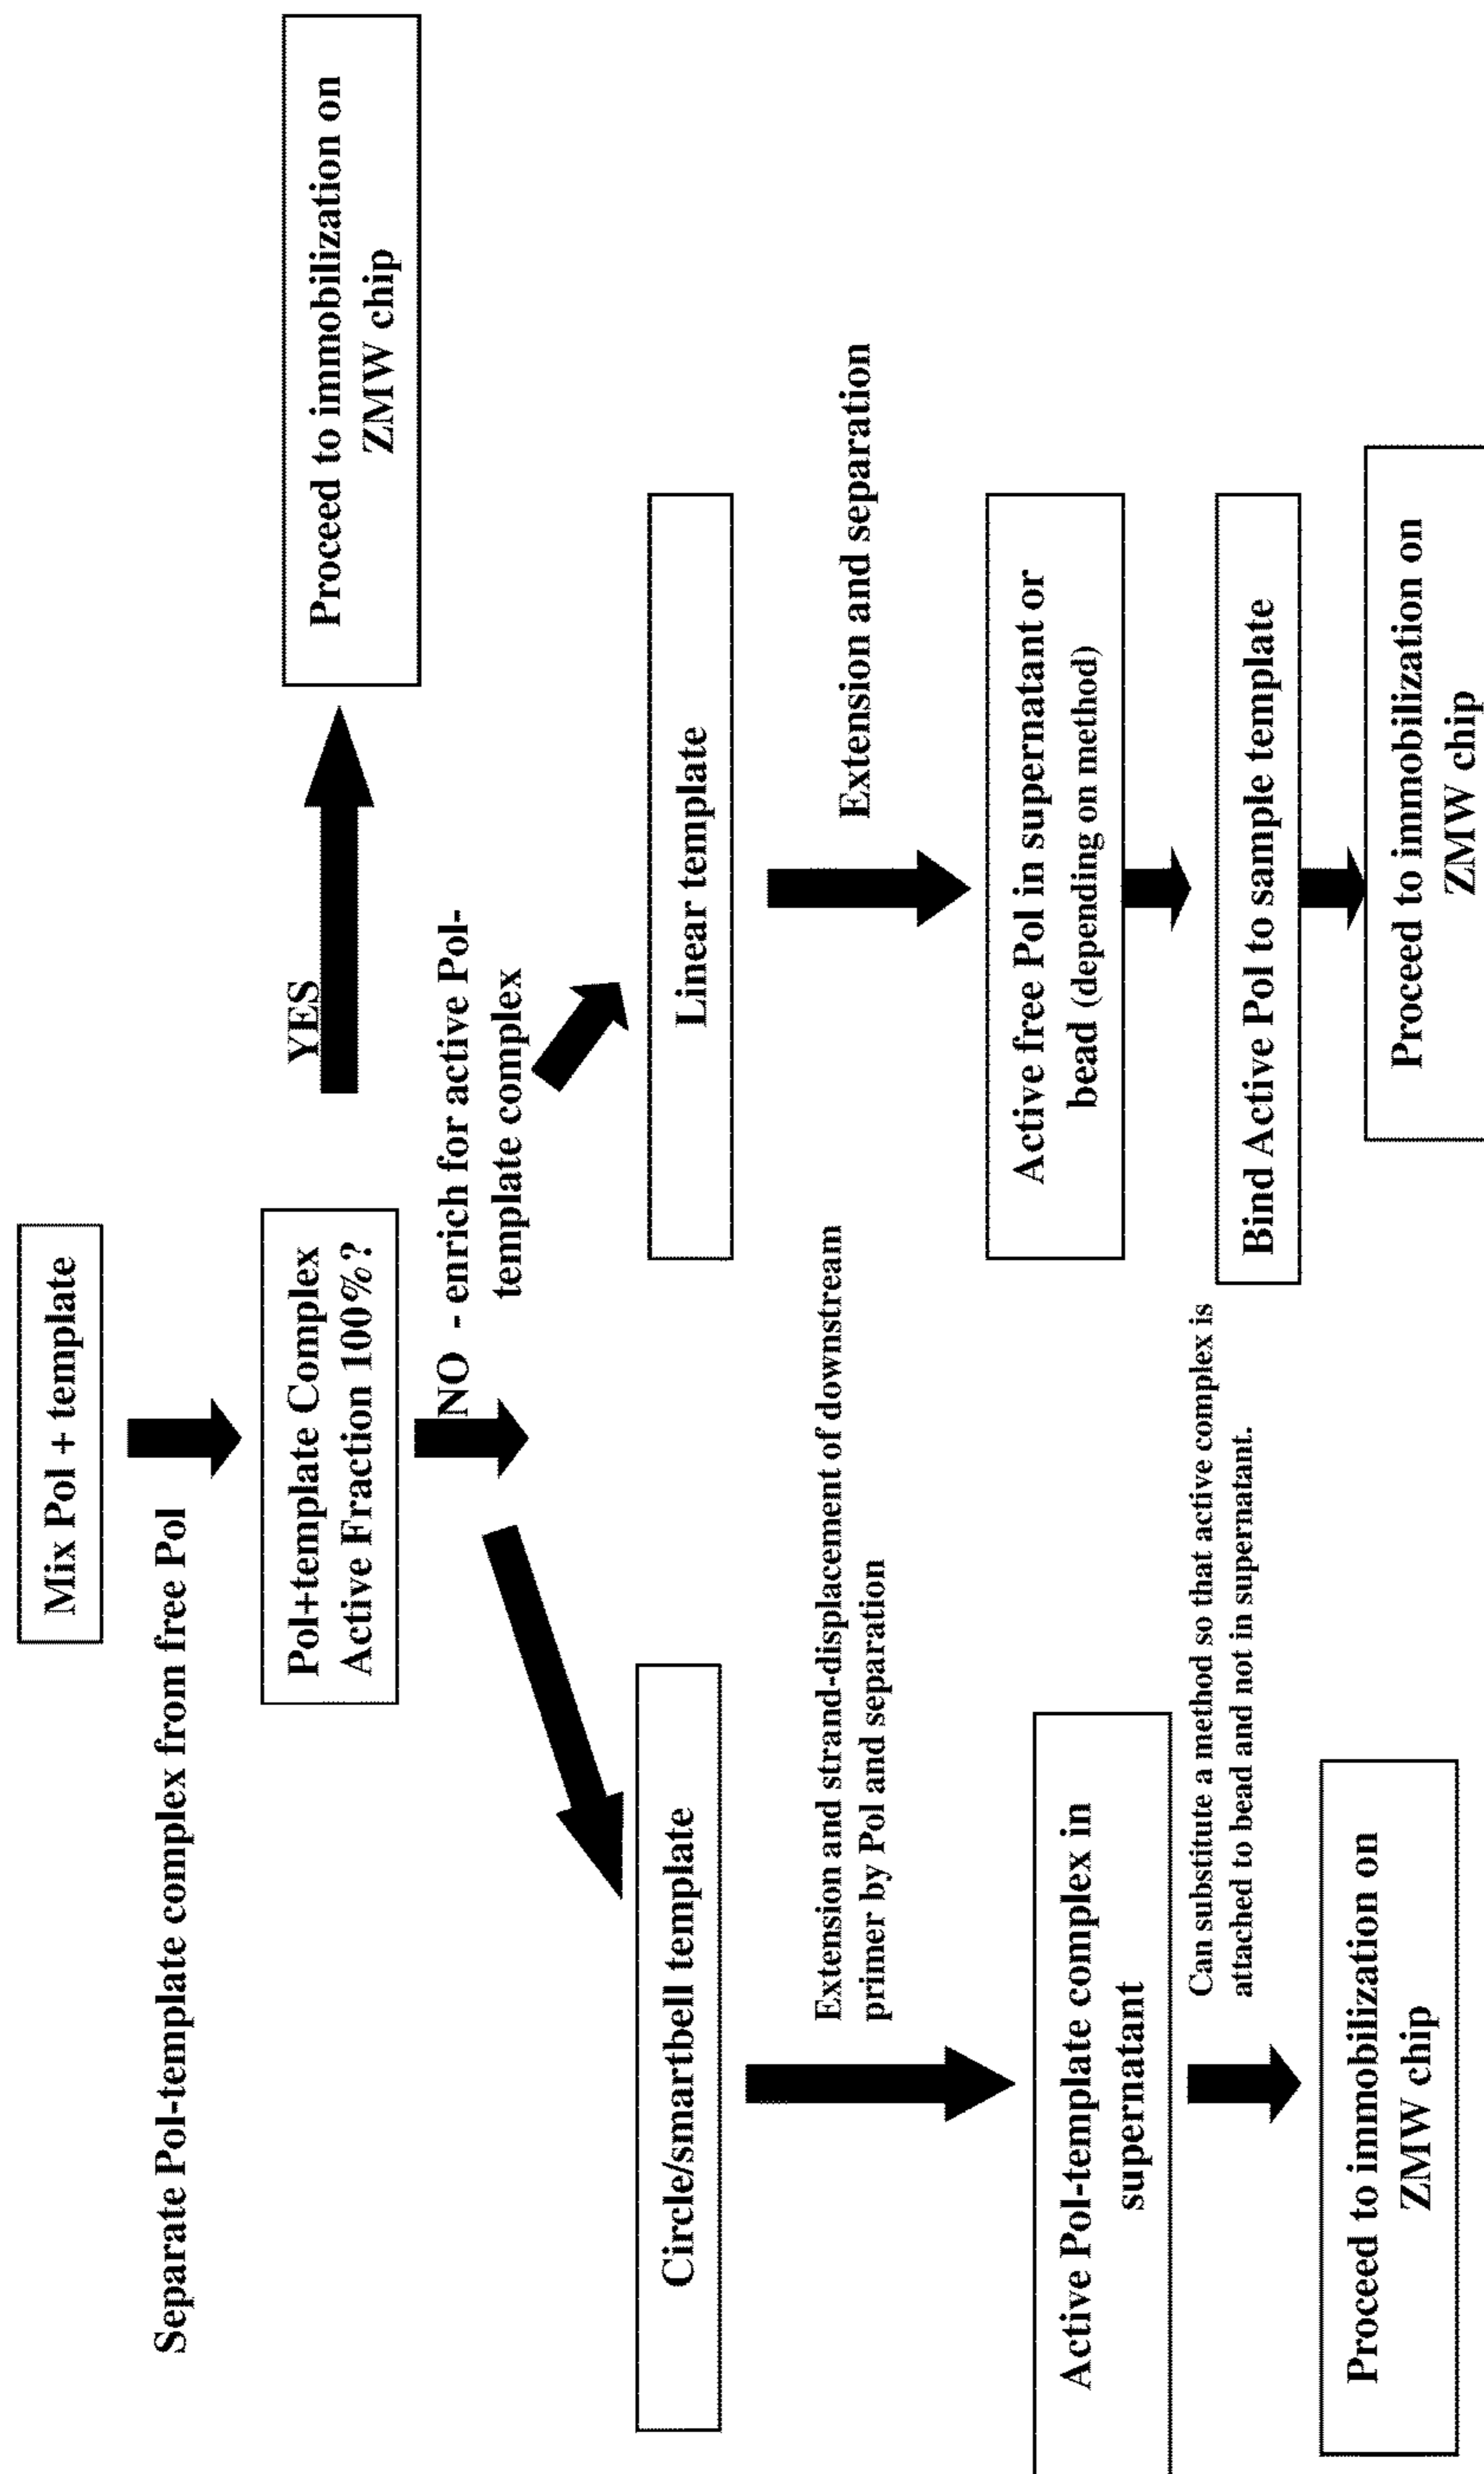 Mix Pol + template
Separate Pol-template complex from free Pol
Pol+template Complex
Active Fraction 100%?
YES
Proceed to immobilization on
ZMW chip
NO - enrich for active Pol-
template complex
Circle/smartbell template
Linear template
Extension and strand-displacement of downstream
primer by Pol and separation
Extension and separation
Active Pol-template complex in
supernatant
Active free Pol in supernatant or
bead (depending on method)
Can substitute a method so that active complex is
attached to bead and not in supernatant.
Bind Active Pol to sample template
Proceed to immobilization on
ZMW chip
Proceed to immobilization on
ZMW chip